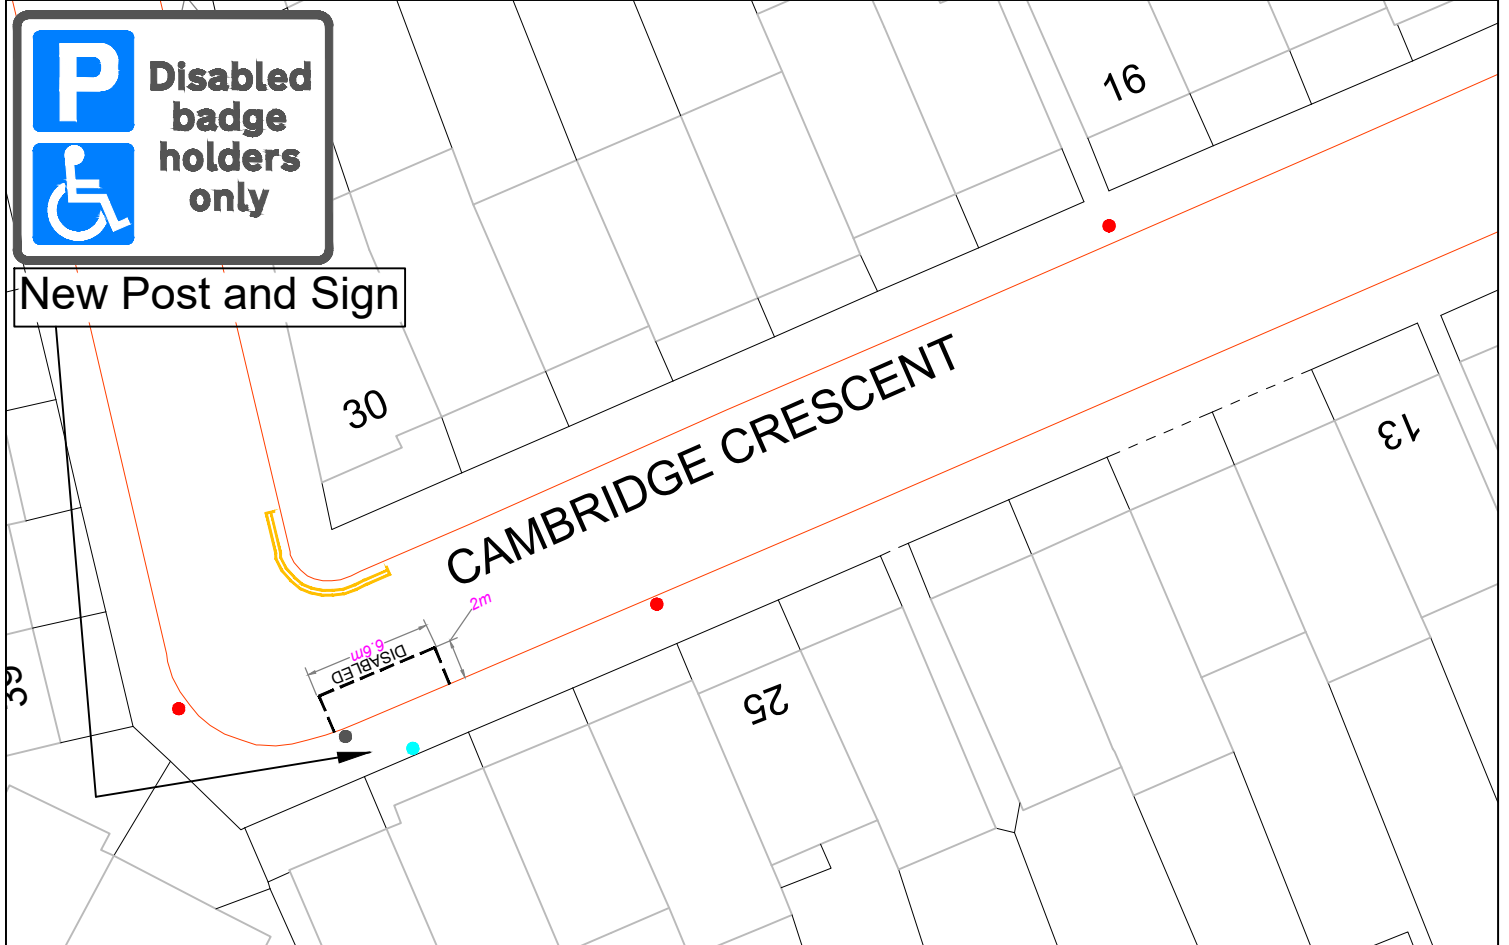 P
Disabled
badge
holders
only
New Post and Sign
16
30
CAMBRIDGE CRESCENT
13
2m
6.6m
DISABLED
39
25